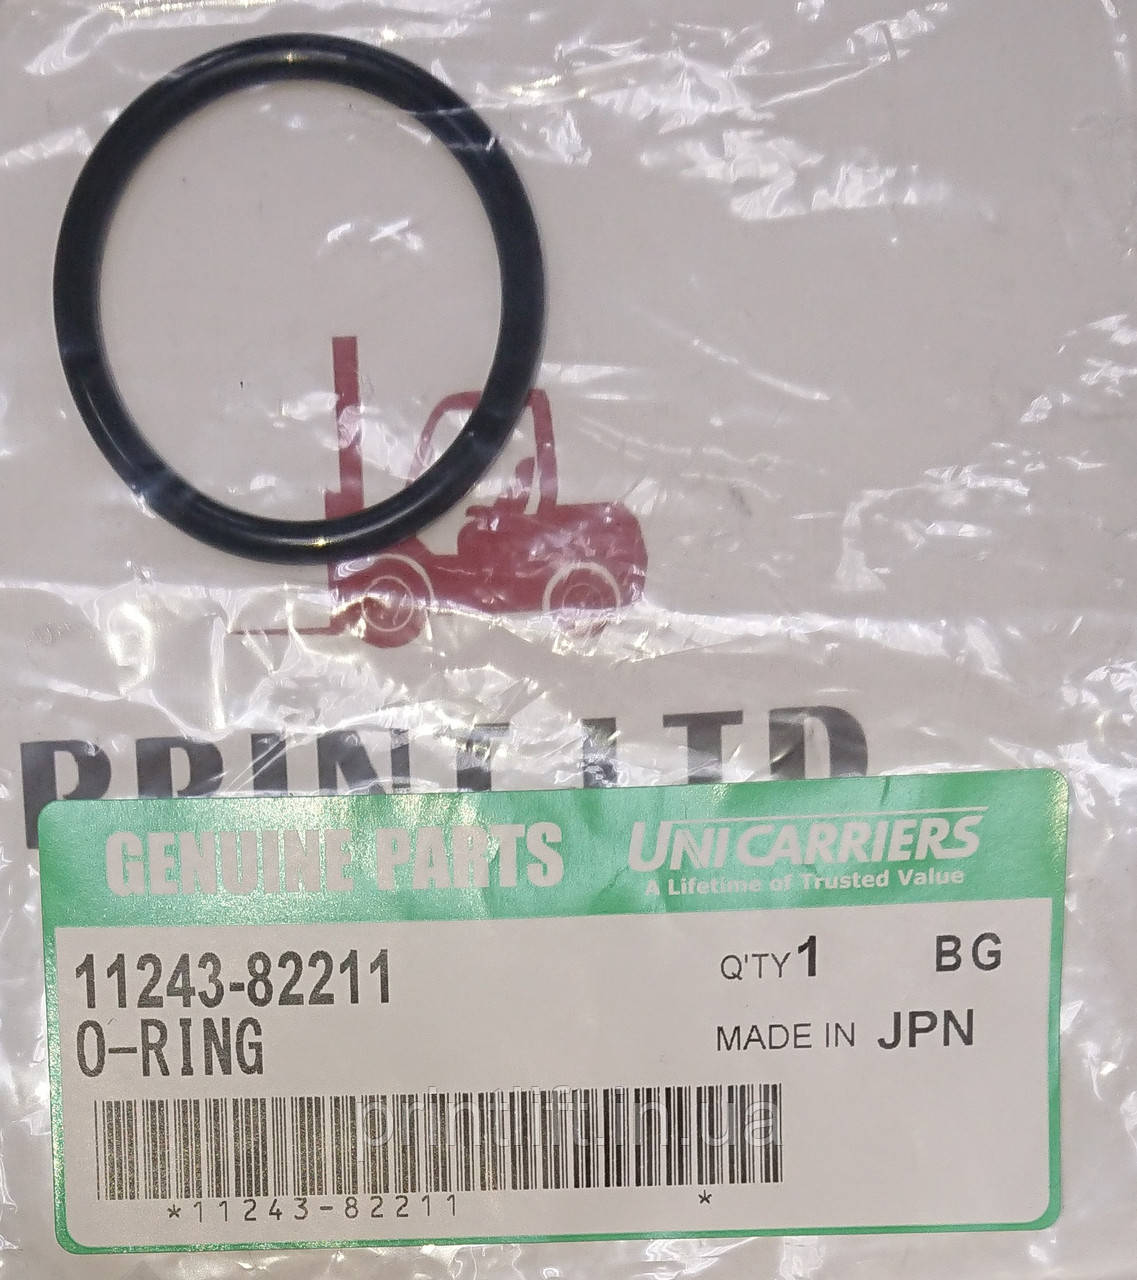 PRINT LTD
GENUINE PARTS
UNICARRIERS
A Lifetime of Trusted Value
11243-82211
Q'TY 1 BG
O-RING
MADE IN JPN
printlift.in.ua
*11243-82211 *